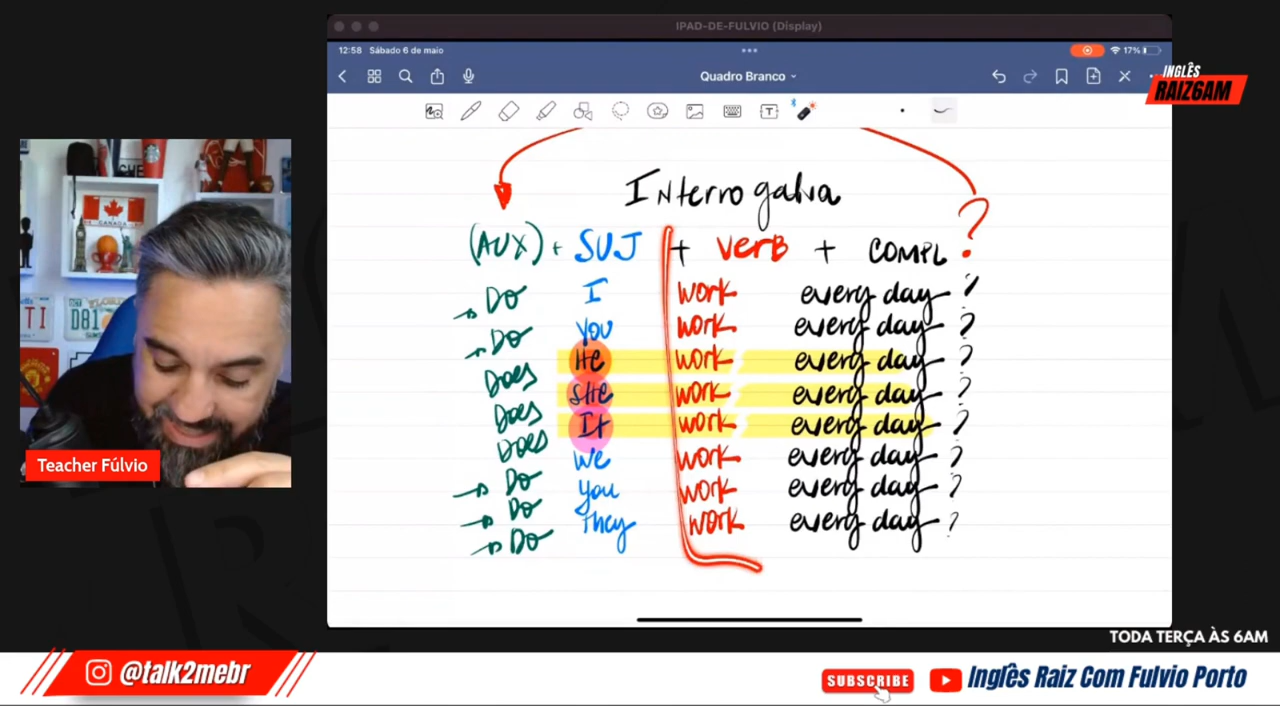 IPAD-DE-FULVIO (Display)
12:58 Sábado 6 de maio
17%
Quadro Branco
INGLÊS
RAIZ6AM
Interrogativa
(AUX) + SUJ + VERB + COMPL ?
DO I work every day ?
DO You work every day ?
DOES HE work every day ?
DOES SHE work every day ?
DOES It work every day ?
DO We work every day ?
DO You work every day ?
DO They work every day ?
CANADA
Teacher Fúlvio
TODA TERÇA ÀS 6AM
@talk2mebr
SUBSCRIBE
Inglês Raiz Com Fulvio Porto